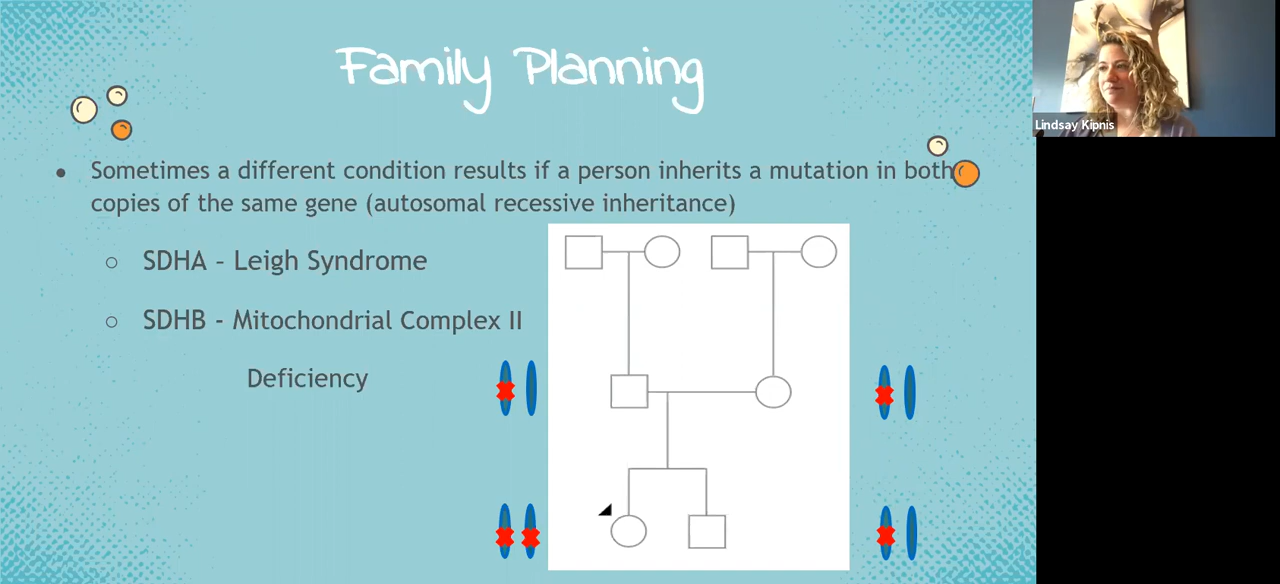 Family Planning
Lindsay Kipnis
• Sometimes a different condition results if a person inherits a mutation in both
copies of the same gene (autosomal recessive inheritance)
○ SDHA – Leigh Syndrome
○ SDHB - Mitochondrial Complex II
Deficiency